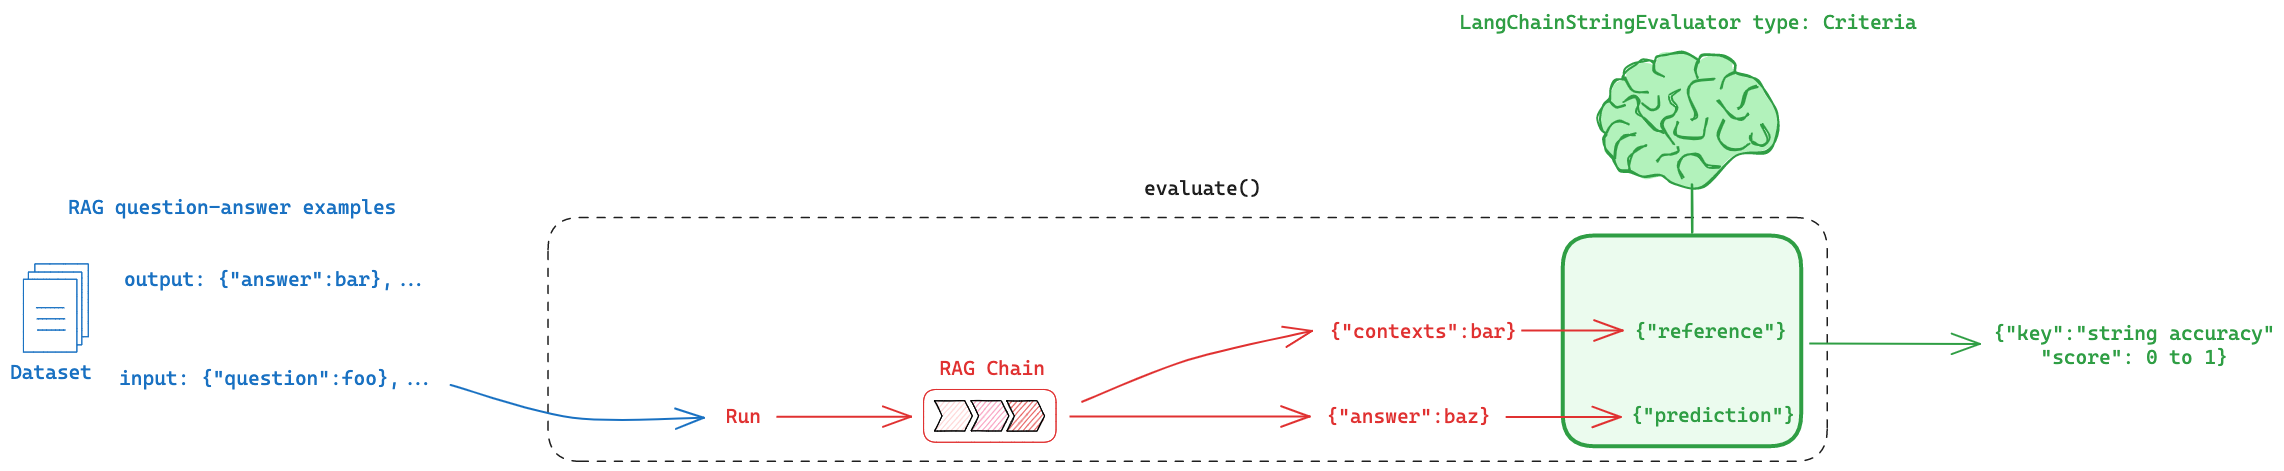 LangChainStringEvaluator type: Criteria
evaluate()
RAG question-answer examples
output: {"answer":bar}, ...
Dataset
input: {"question":foo}, ...
Run
RAG Chain
{"contexts":bar}
{"answer":baz}
{"reference"}
{"prediction"}
{"key":"string accuracy"
"score": 0 to 1}